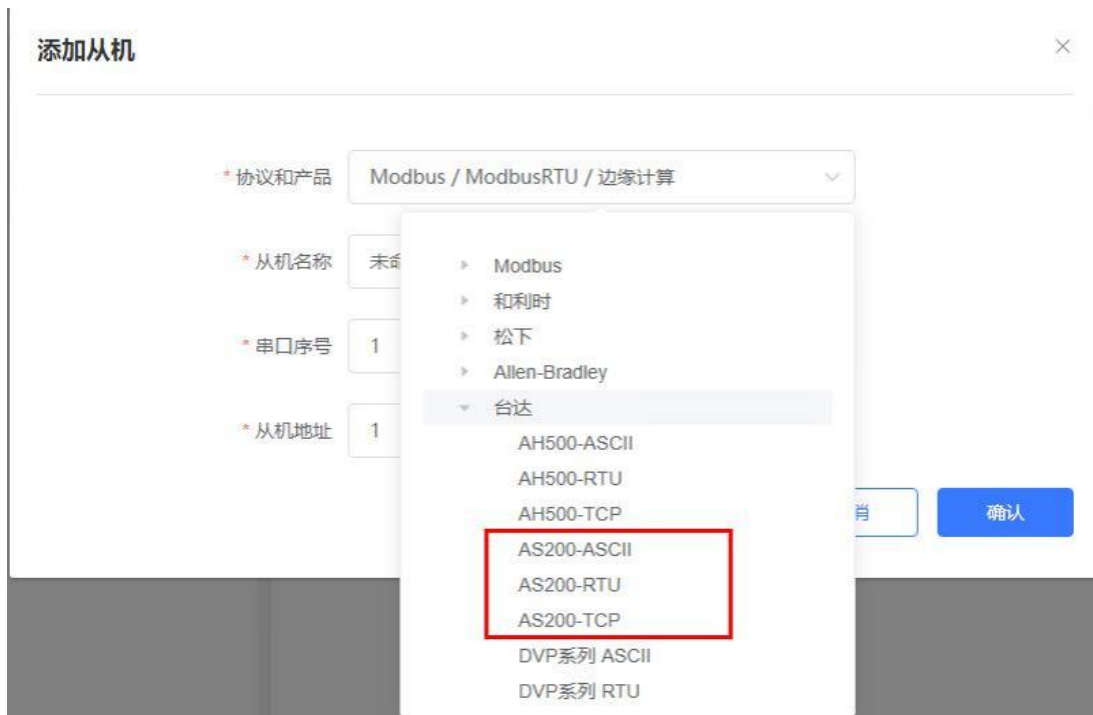 添加从机
* 协议和产品 Modbus / ModbusRTU / 边缘计算
* 从机名称 未
Modbus
和利时
* 串口序号 1
松下
Allen-Bradley
台达
* 从机地址 1
AH500-ASCII
AH500-RTU
AH500-TCP
确认
AS200-ASCII
AS200-RTU
AS200-TCP
DVP系列 ASCII
DVP系列 RTU